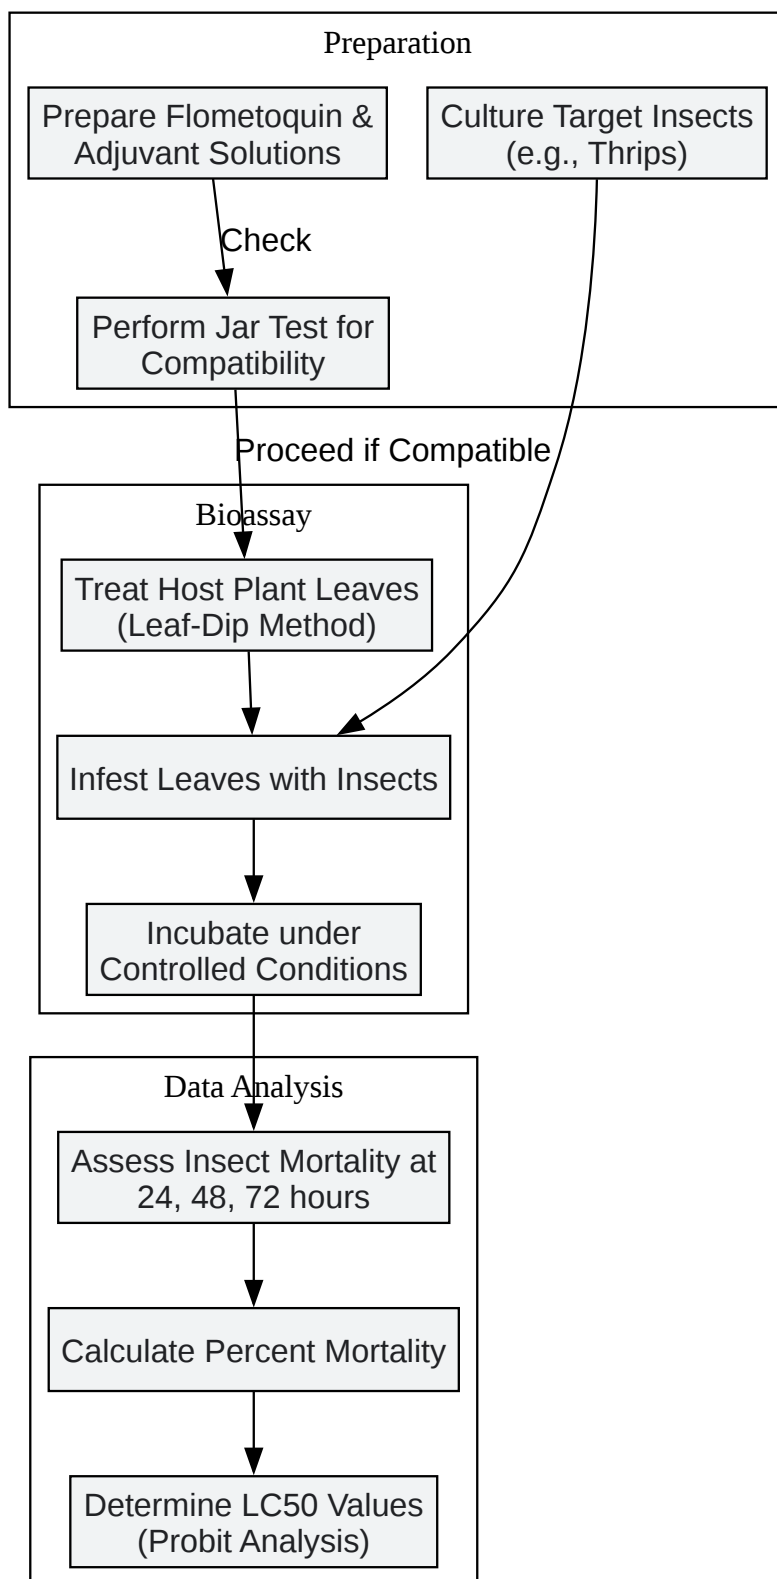 Preparation
Prepare Flometoquin &
Adjuvant Solutions
Culture Target Insects
(e.g., Thrips)
Check
Perform Jar Test for
Compatibility
Proceed if Compatible
Bioassay
Treat Host Plant Leaves
(Leaf-Dip Method)
Infest Leaves with Insects
Incubate under
Controlled Conditions
Data Analysis
Assess Insect Mortality at
24, 48, 72 hours
Calculate Percent Mortality
Determine LC50 Values
(Probit Analysis)